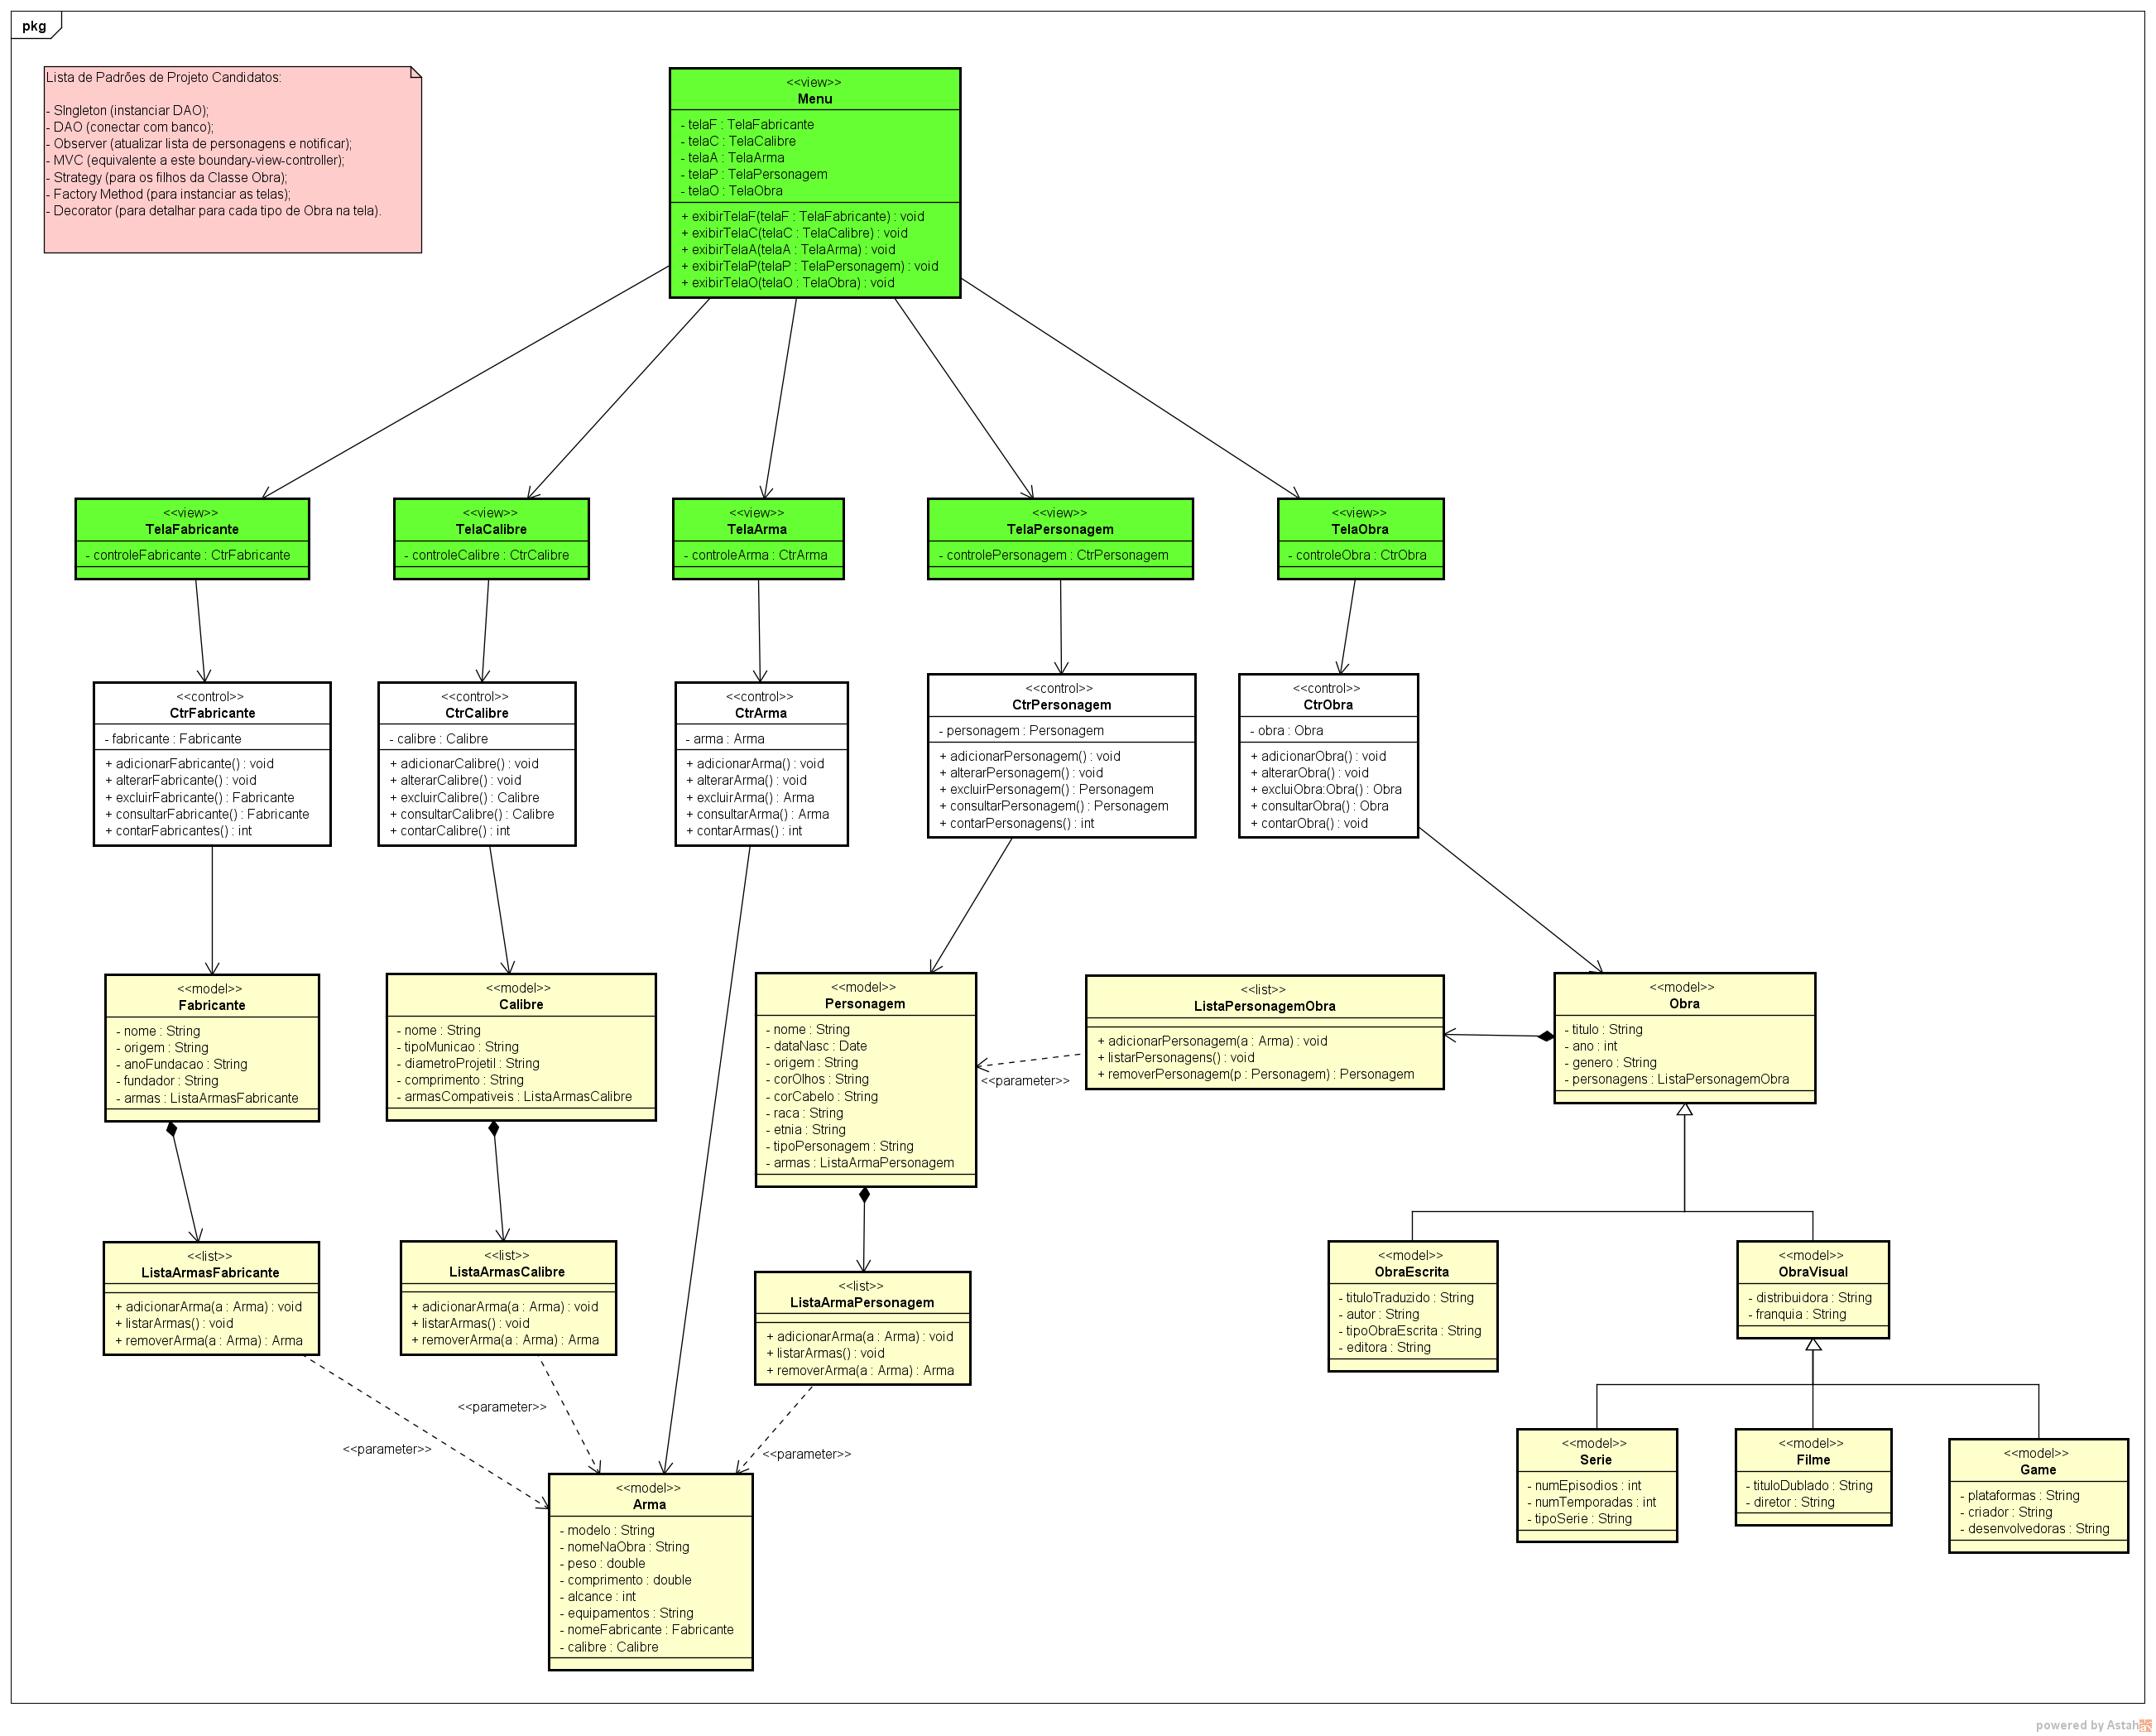 pkg
Lista de Padrões de Projeto Candidatos:
- SIngleton (instanciar DAO);
- DAO (conectar com banco);
- Observer (atualizar lista de personagens e notificar);
- MVC (equivalente a este boundary-view-controller);
- Strategy (para os filhos da Classe Obra);
- Factory Method (para instanciar as telas);
- Decorator (para detalhar para cada tipo de Obra na tela).
<<view>>
Menu
- telaF : TelaFabricante
- telaC : TelaCalibre
- telaA : TelaArma
- telaP : TelaPersonagem
- telaO : TelaObra
+ exibirTelaF(telaF : TelaFabricante) : void
+ exibirTelaC(telaC : TelaCalibre) : void
+ exibirTelaA(telaA : TelaArma) : void
+ exibirTelaP(telaP : TelaPersonagem) : void
+ exibirTelaO(telaO : TelaObra) : void
<<view>>
TelaFabricante
- controleFabricante : CtrFabricante
<<view>>
TelaCalibre
- controleCalibre : CtrCalibre
<<view>>
TelaArma
- controleArma : CtrArma
<<view>>
TelaPersonagem
- controlePersonagem : CtrPersonagem
<<view>>
TelaObra
- controleObra : CtrObra
<<control>>
CtrFabricante
- fabricante : Fabricante
+ adicionarFabricante() : void
+ alterarFabricante() : void
+ excluirFabricante() : Fabricante
+ consultarFabricante() : Fabricante
+ contarFabricantes() : int
<<control>>
CtrCalibre
- calibre : Calibre
+ adicionarCalibre() : void
+ alterarCalibre() : void
+ excluirCalibre() : Calibre
+ consultarCalibre() : Calibre
+ contarCalibre() : int
<<control>>
CtrArma
- arma : Arma
+ adicionarArma() : void
+ alterarArma() : void
+ excluirArma() : Arma
+ consultarArma() : Arma
+ contarArmas() : int
<<control>>
CtrPersonagem
- personagem : Personagem
+ adicionarPersonagem() : void
+ alterarPersonagem() : void
+ excluirPersonagem() : Personagem
+ consultarPersonagem() : Personagem
+ contarPersonagens() : int
<<control>>
CtrObra
- obra : Obra
+ adicionarObra() : void
+ alterarObra() : void
+ excluiObra:Obra() : Obra
+ consultarObra() : Obra
+ contarObra() : void
<<model>>
Fabricante
- nome : String
- origem : String
- anoFundacao : String
- fundador : String
- armas : ListaArmasFabricante
<<model>>
Calibre
- nome : String
- tipoMunicao : String
- diametroProjetil : String
- comprimento : String
- armasCompativeis : ListaArmasCalibre
<<model>>
Personagem
- nome : String
- dataNasc : Date
- origem : String
- corOlhos : String
- corCabelo : String
- raca : String
- etnia : String
- tipoPersonagem : String
- armas : ListaArmaPersonagem
<<list>>
ListaPersonagemObra
+ adicionarPersonagem(a : Arma) : void
+ listarPersonagens() : void
+ removerPersonagem(p : Personagem) : Personagem
<<parameter>>
<<model>>
Obra
- titulo : String
- ano : int
- genero : String
- personagens : ListaPersonagemObra
<<list>>
ListaArmasFabricante
+ adicionarArma(a : Arma) : void
+ listarArmas() : void
+ removerArma(a : Arma) : Arma
<<list>>
ListaArmasCalibre
+ adicionarArma(a : Arma) : void
+ listarArmas() : void
+ removerArma(a : Arma) : Arma
<<list>>
ListaArmaPersonagem
+ adicionarArma(a : Arma) : void
+ listarArmas() : void
+ removerArma(a : Arma) : Arma
<<model>>
ObraEscrita
- tituloTraduzido : String
- autor : String
- tipoObraEscrita : String
- editora : String
<<model>>
ObraVisual
- distribuidora : String
- franquia : String
<<parameter>>
<<parameter>>
<<parameter>>
<<model>>
Serie
- numEpisodios : int
- numTemporadas : int
- tipoSerie : String
<<model>>
Filme
- tituloDublado : String
- diretor : String
<<model>>
Game
- plataformas : String
- criador : String
- desenvolvedoras : String
<<model>>
Arma
- modelo : String
- nomeNaObra : String
- peso : double
- comprimento : double
- alcance : int
- equipamentos : String
- nomeFabricante : Fabricante
- calibre : Calibre
powered by Astah